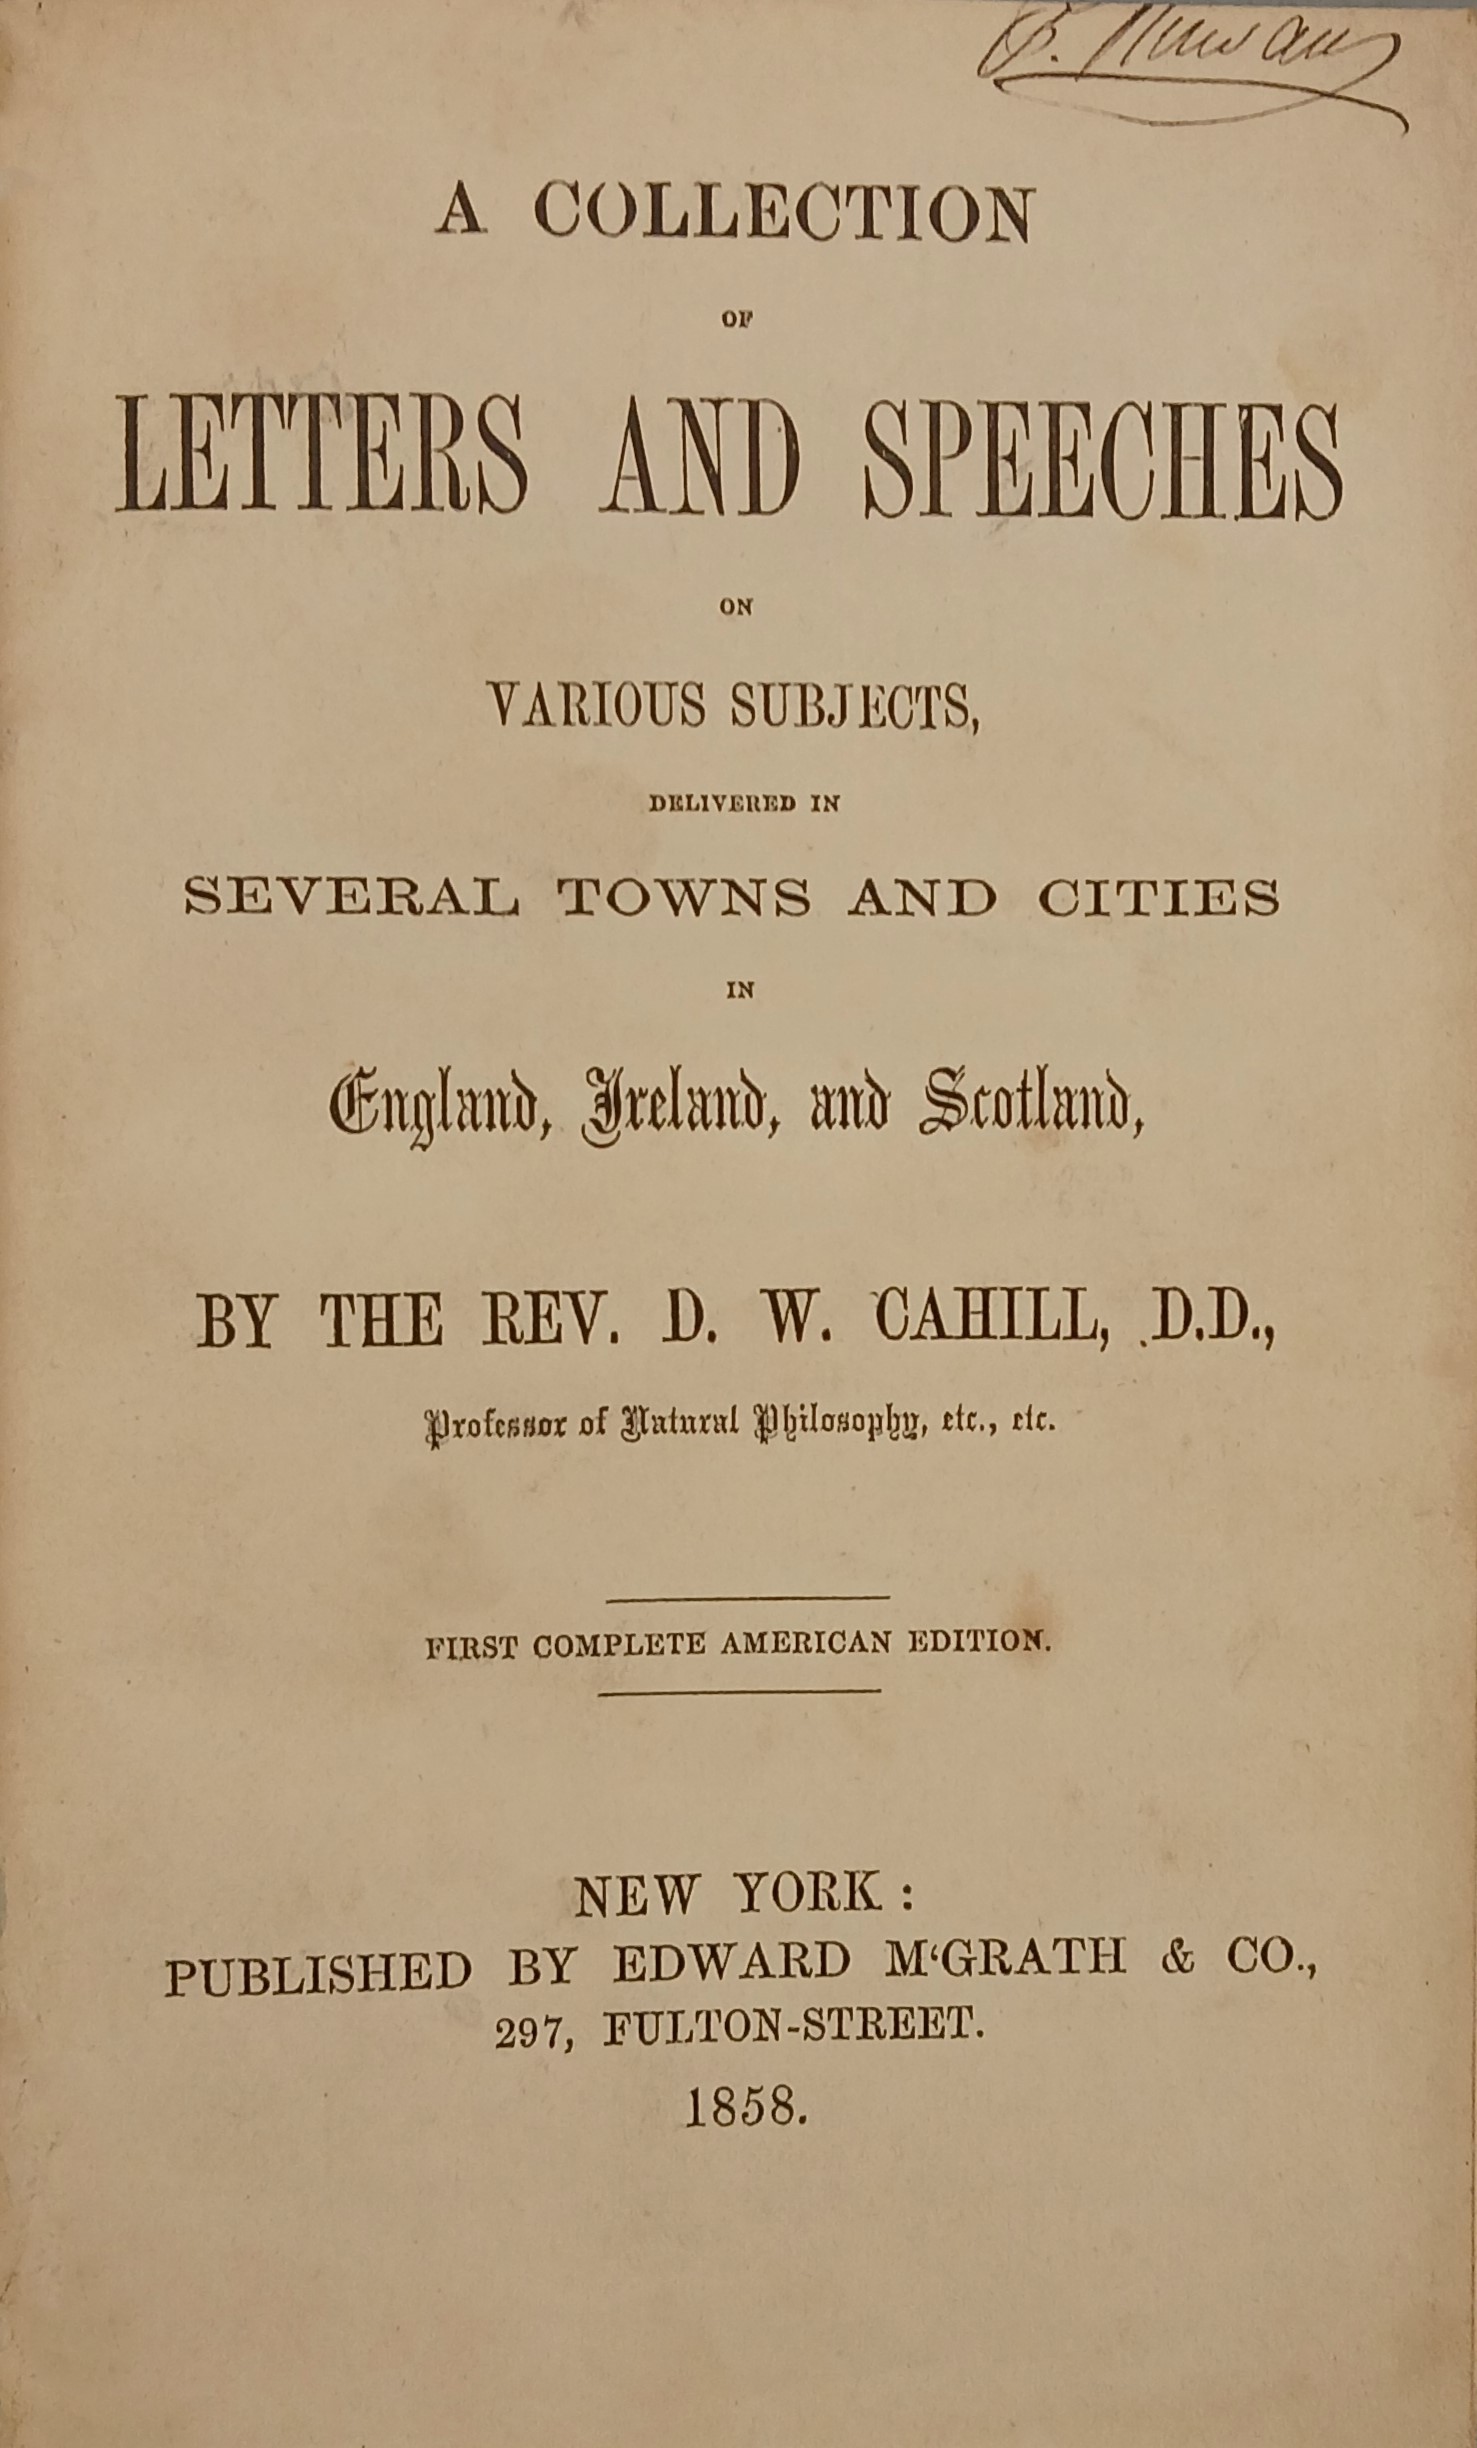 A COLLECTION
OF
LETTERS AND SPEECHES
ON
VARIOUS SUBJECTS,
DELIVERED IN
SEVERAL TOWNS AND CITIES
IN
England, Ireland, and Scotland,
BY THE REV. D. W. CAHILL, D.D.,
Professor of Natural Philosophy, etc., etc.
FIRST COMPLETE AMERICAN EDITION.
NEW YORK:
PUBLISHED BY EDWARD M‘GRATH & CO.,
297, FULTON-STREET.
1858.